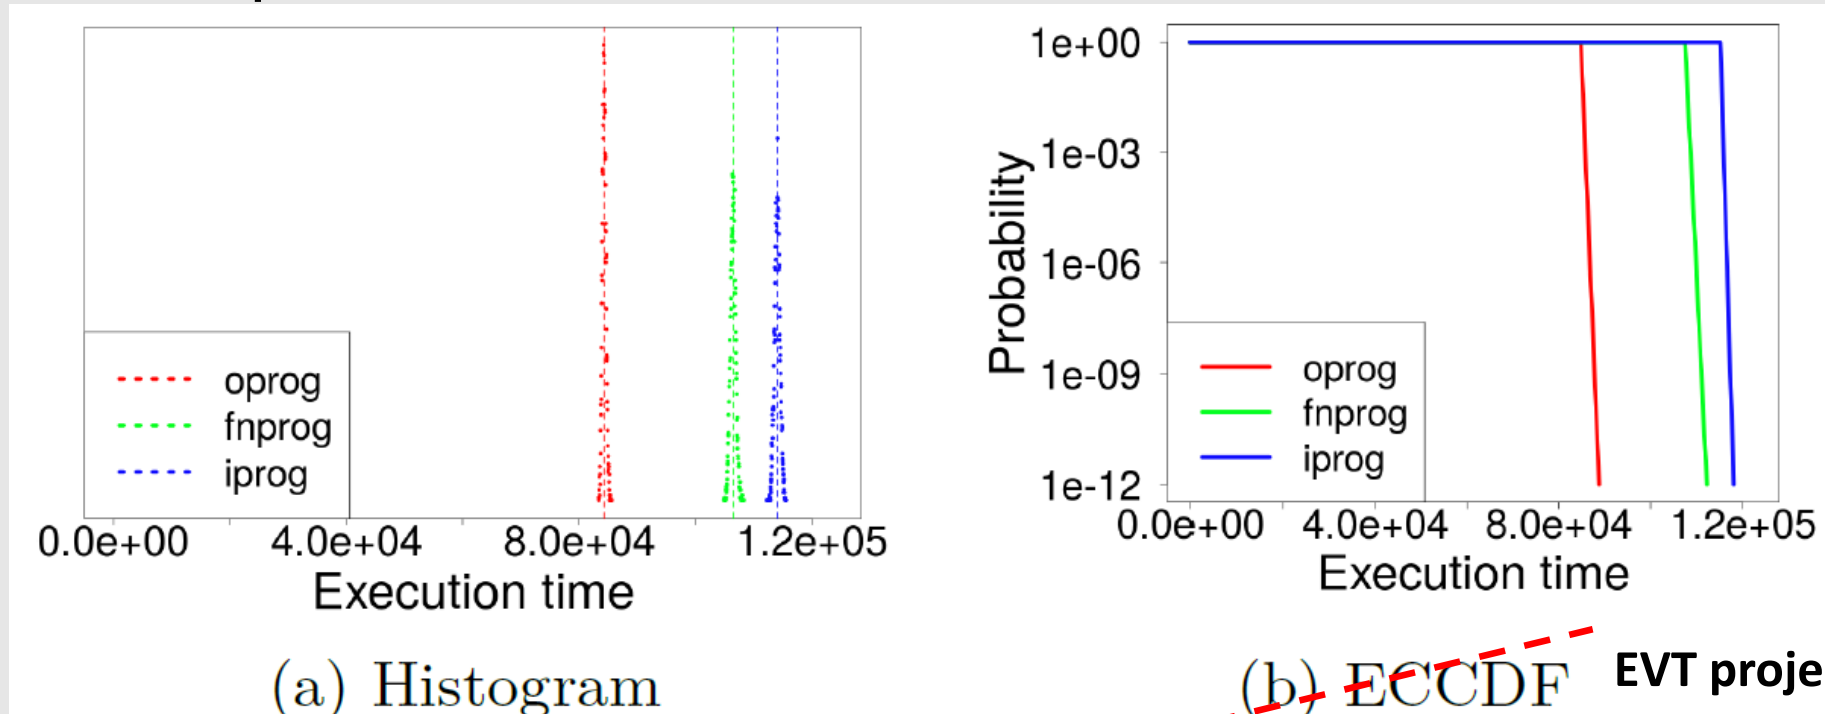 oprog
fnprog
iprog
0.0e+00 4.0e+04 8.0e+04 1.2e+05
Execution time
(a) Histogram
1e+00
1e-03
1e-06
1e-09
1e-12
Probability
oprog
fnprog
iprog
0.0e+00 4.0e+04 8.0e+04 1.2e+05
Execution time
(b) ECCDF
EVT proje